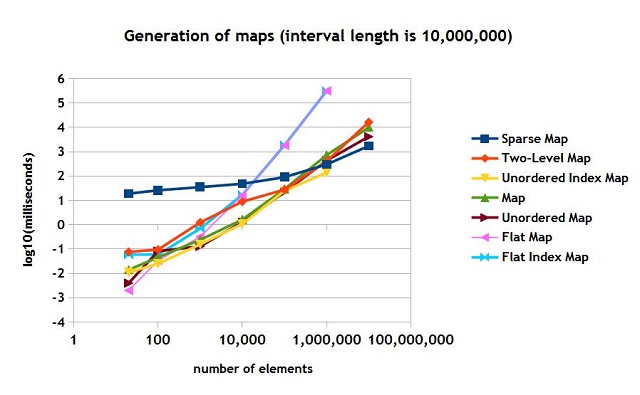 Generation of maps (interval length is 10,000,000)
6
5
4
3
2
1
0
-1
-2
-3
-4
log10(milliseconds)
1
100
10,000
1,000,000
100,000,000
number of elements
Sparse Map
Two-Level Map
Unordered Index Map
Map
Unordered Map
Flat Map
Flat Index Map